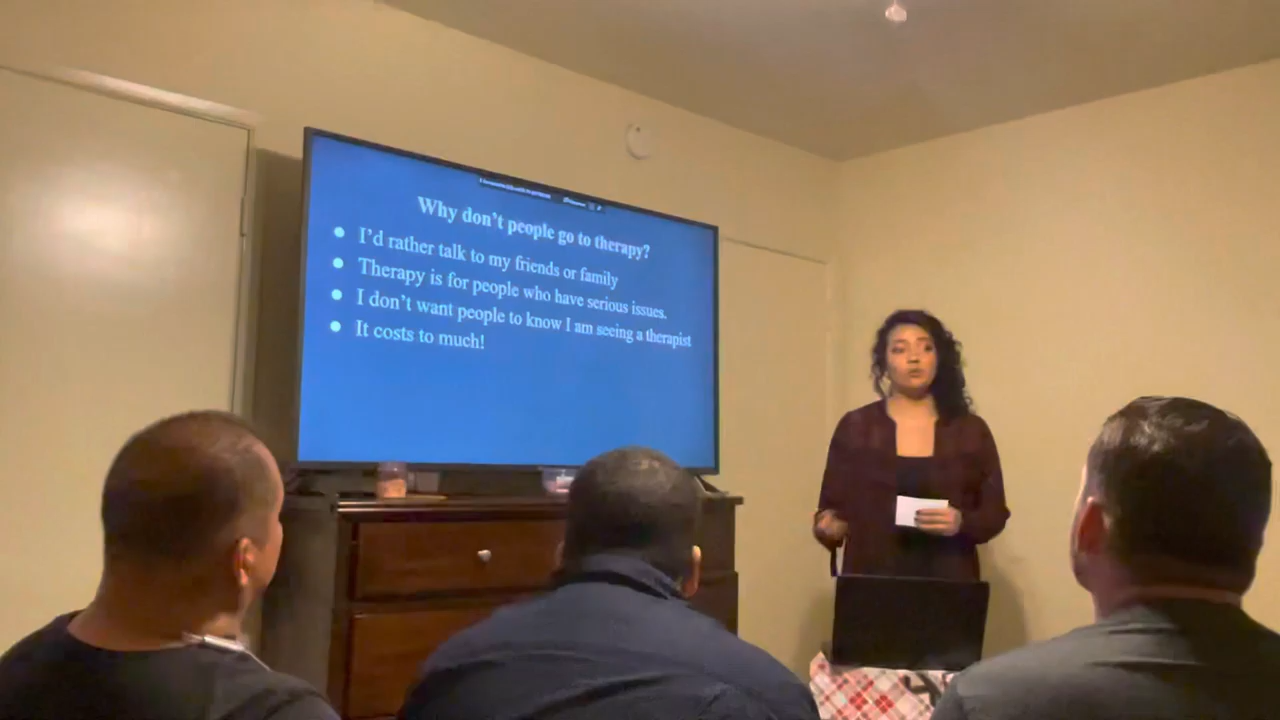 Why don't people go to therapy?
● I'd rather talk to my friends or family
● Therapy is for people who have serious issues.
● I don't want people to know I am seeing a therapist
● It costs to much!